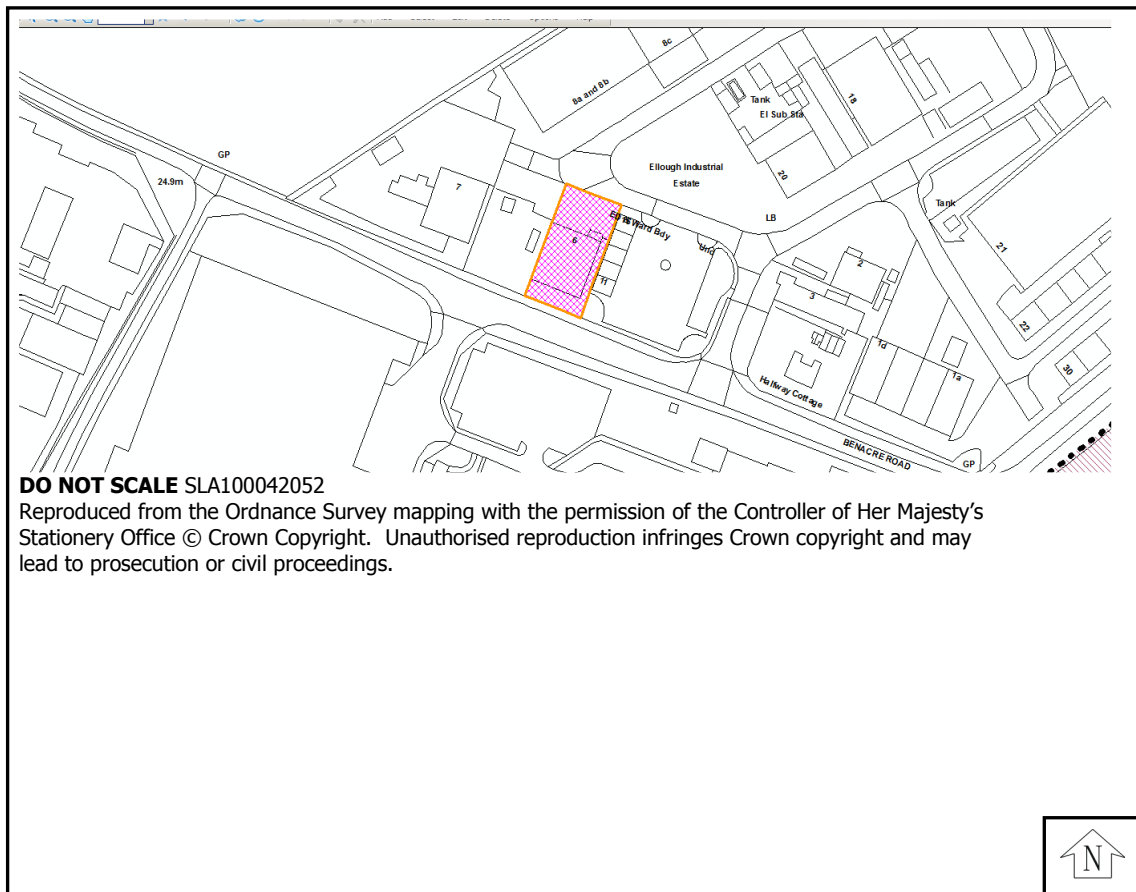 8c
8a and 8b
Tank
18
El Sub Sta
GP
Ellough Industrial
24.9m
Estate
7
20
Tank
LB
Ward Bdy
6
Und
21
2
11
3
22
1d
30
1a
Halfway Cottage
BENACRE ROAD
GP
DO NOT SCALE SLA100042052
Reproduced from the Ordnance Survey mapping with the permission of the Controller of Her Majesty's
Stationery Office © Crown Copyright. Unauthorised reproduction infringes Crown copyright and may
lead to prosecution or civil proceedings.
N